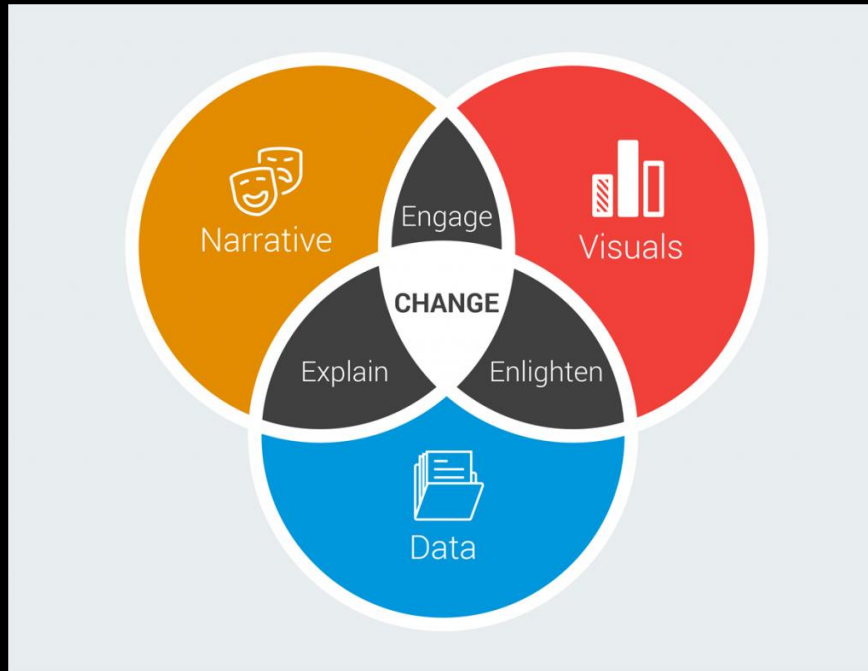 Engage
Narrative
Visuals
CHANGE
Explain
Enlighten
Data